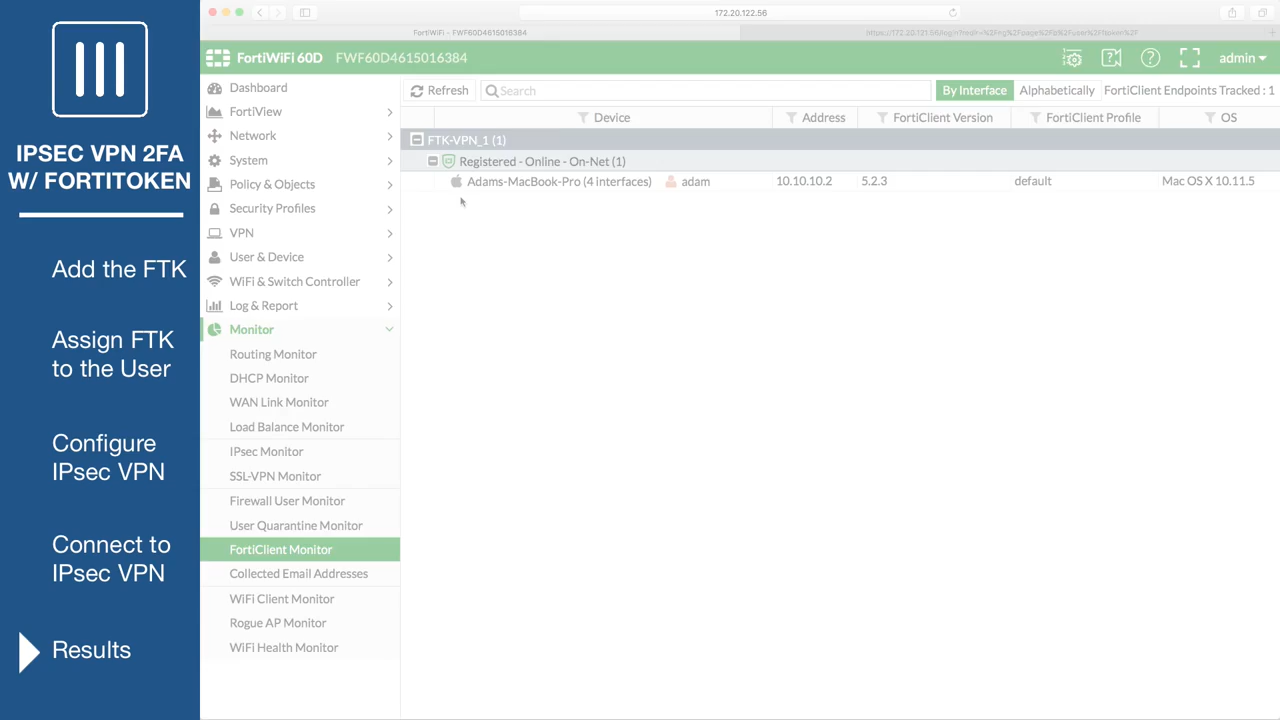 IPSEC VPN 2FA
W/ FORTITOKEN
Add the FTK
Assign FTK
to the User
Configure
IPsec VPN
Connect to
IPsec VPN
Results
172.20.122.56
FortiWiFi - FWF60D4615016384
FortiWiFi 60D FWF60D4615016384
admin
Dashboard
FortiView
Network
System
Policy & Objects
Security Profiles
VPN
User & Device
WiFi & Switch Controller
Log & Report
Monitor
Routing Monitor
DHCP Monitor
WAN Link Monitor
Load Balance Monitor
IPsec Monitor
SSL-VPN Monitor
Firewall User Monitor
User Quarantine Monitor
FortiClient Monitor
Collected Email Addresses
WiFi Client Monitor
Rogue AP Monitor
WiFi Health Monitor
Refresh Search By Interface Alphabetically FortiClient Endpoints Tracked : 1
Device Address FortiClient Version FortiClient Profile OS
FTK-VPN_1 (1)
Registered - Online - On-Net (1)
Adams-MacBook-Pro (4 interfaces) adam 10.10.10.2 5.2.3 default Mac OS X 10.11.5